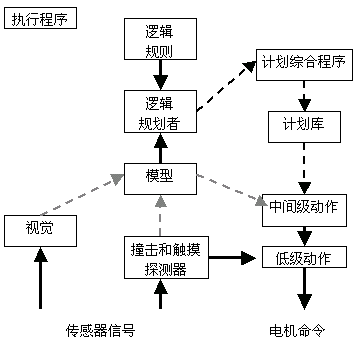 执行程序
逻辑
规则
计划综合程序
逻辑
规划者
计划库
模型
中间级动作
视觉
撞击和触摸
探测器
低级动作
传感器信号
电机命令